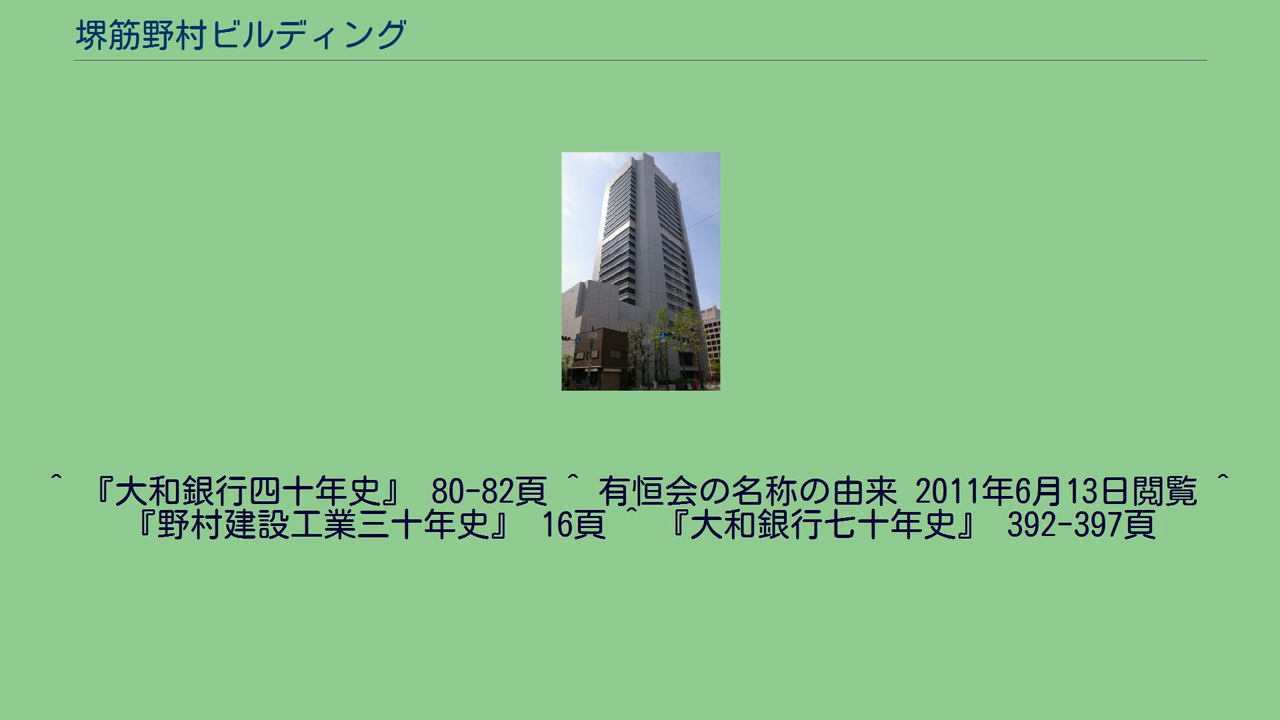 堺筋野村ビルディング
^ 『大和銀行四十年史』 80-82頁 ^ 有恒会の名称の由来 2011年6月13日閲覧 ^
『野村建設工業三十年史』 16頁 ^ 『大和銀行七十年史』 392-397頁